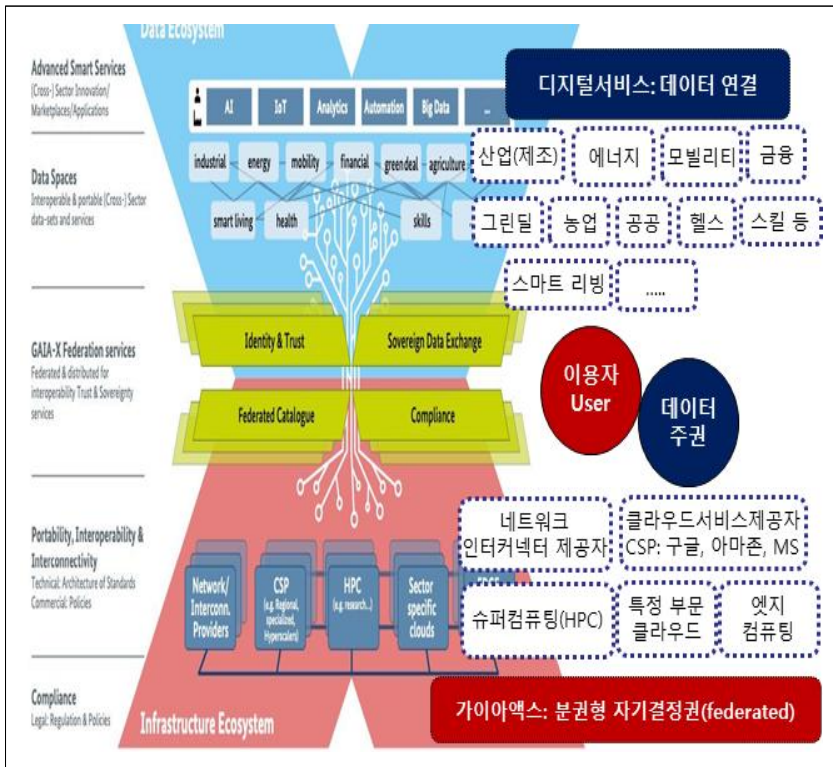 Data Ecosystem
Advanced Smart Services
(Cross-) Sector Innovation/
Marketplaces/Applications
AI
IoT
Analytics
Automation
Big Data
...
디지털서비스: 데이터 연결
Data Spaces
Interoperable & portable (Cross-) Sector
data-sets and services
industrial
energy
mobility
financial
green deal
agriculture
smart living
health
skills
산업(제조)
에너지
모빌리티
금융
그린딜
농업
공공
헬스
스킬 등
스마트 리빙
.....
GAIA-X Federation services
Federated & distributed for
interoperability Trust & Sovereignty
services
Identity & Trust
Sovereign Data Exchange
Federated Catalogue
Compliance
이용자
User
데이터
주권
Portability, Interoperability &
Interconnectivity
Technical: Architecture of Standards
Commercial: Policies
Network/
Interconn.
Providers
CSP
(e.g. Regional,
specialized,
Hyperscalers)
HPC
(e.g. research...)
Sector
specific
clouds
네트워크
인터커넥터 제공자
클라우드서비스제공자
CSP: 구글, 아마존, MS
슈퍼컴퓨팅(HPC)
특정 부문
클라우드
엣지
컴퓨팅
Compliance
Legal: Regulation & Policies
Infrastructure Ecosystem
가이아액스: 분권형 자기결정권(federated)